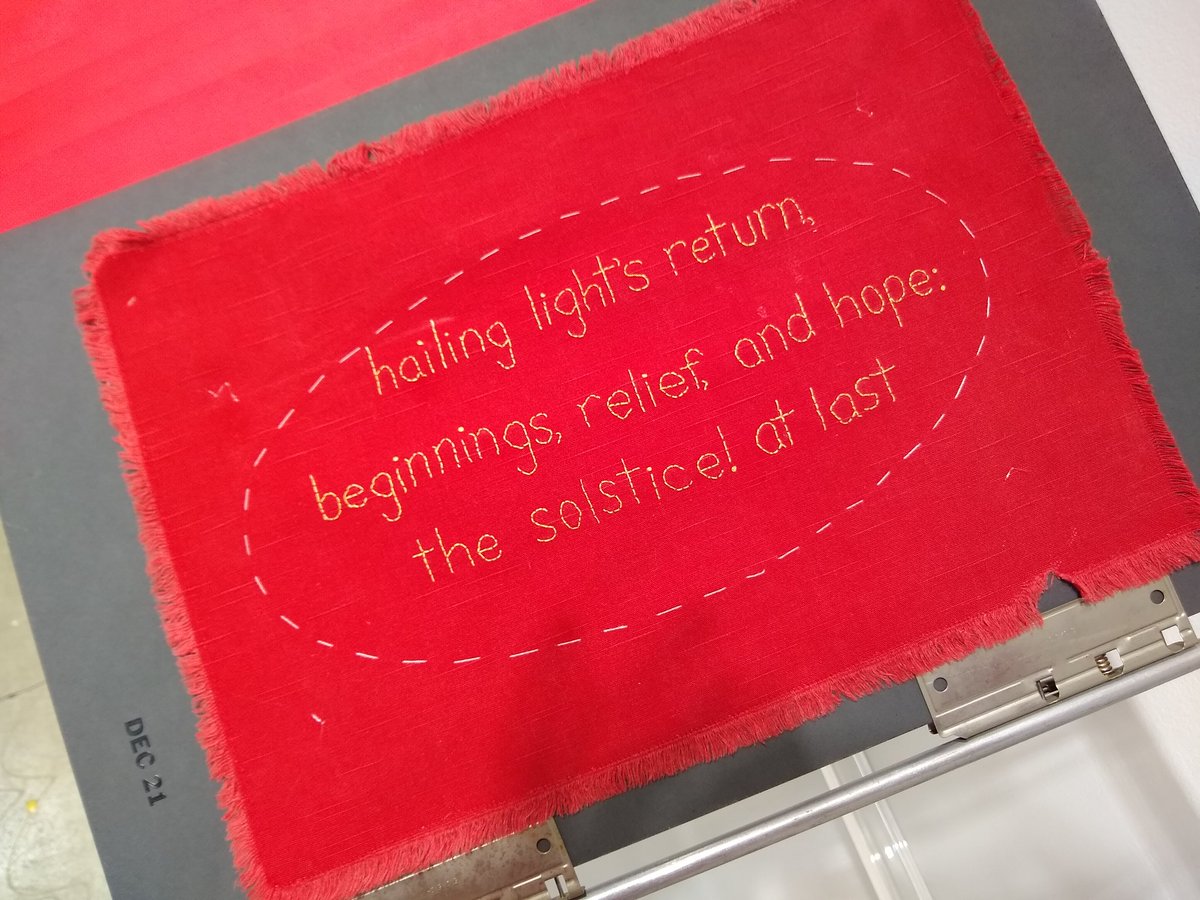 hailing light's return,
beginnings, relief, and hope:
the solstice! at last
DEC 21